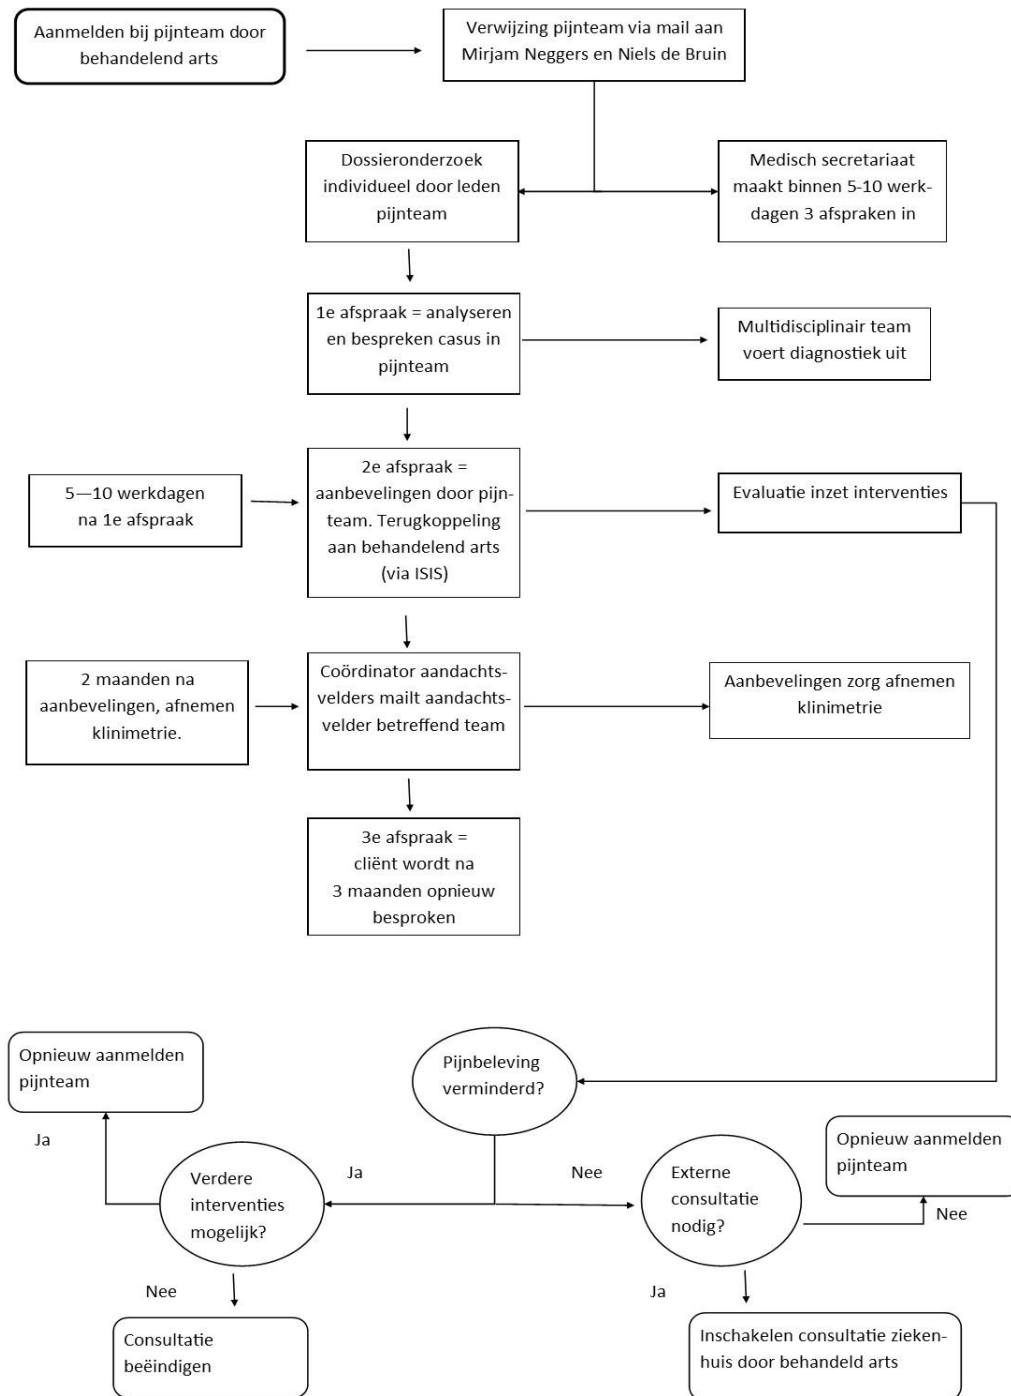 Aanmelden bij pijnteam door
behandelend arts
Verwijzing pijnteam via mail aan
Mirjam Neggers en Niels de Bruin
Dossieronderzoek
individueel door leden
pijnteam
Medisch secretariaat
maakt binnen 5-10 werk-
dagen 3 afspraken in
1e afspraak = analyseren
en bespreken casus in
pijnteam
Multidisciplinair team
voert diagnostiek uit
5—10 werkdagen
na 1e afspraak
2e afspraak =
aanbevelingen door pijn-
team. Terugkoppeling
aan behandelend arts
(via ISIS)
Evaluatie inzet interventies
2 maanden na
aanbevelingen, afnemen
klinimetrie.
Coördinator aandachts-
velders mailt aandachts-
velder betreffend team
Aanbevelingen zorg afnemen
klinimetrie
3e afspraak =
cliënt wordt na
3 maanden opnieuw
besproken
Opnieuw aanmelden
pijnteam
Pijnbeleving
verminderd?
Opnieuw aanmelden
pijnteam
Ja
Verdere
interventies
mogelijk?
Ja
Nee
Externe
consultatie
nodig?
Nee
Nee
Ja
Consultatie
beëindigen
Inschakelen consultatie zieken-
huis door behandeld arts